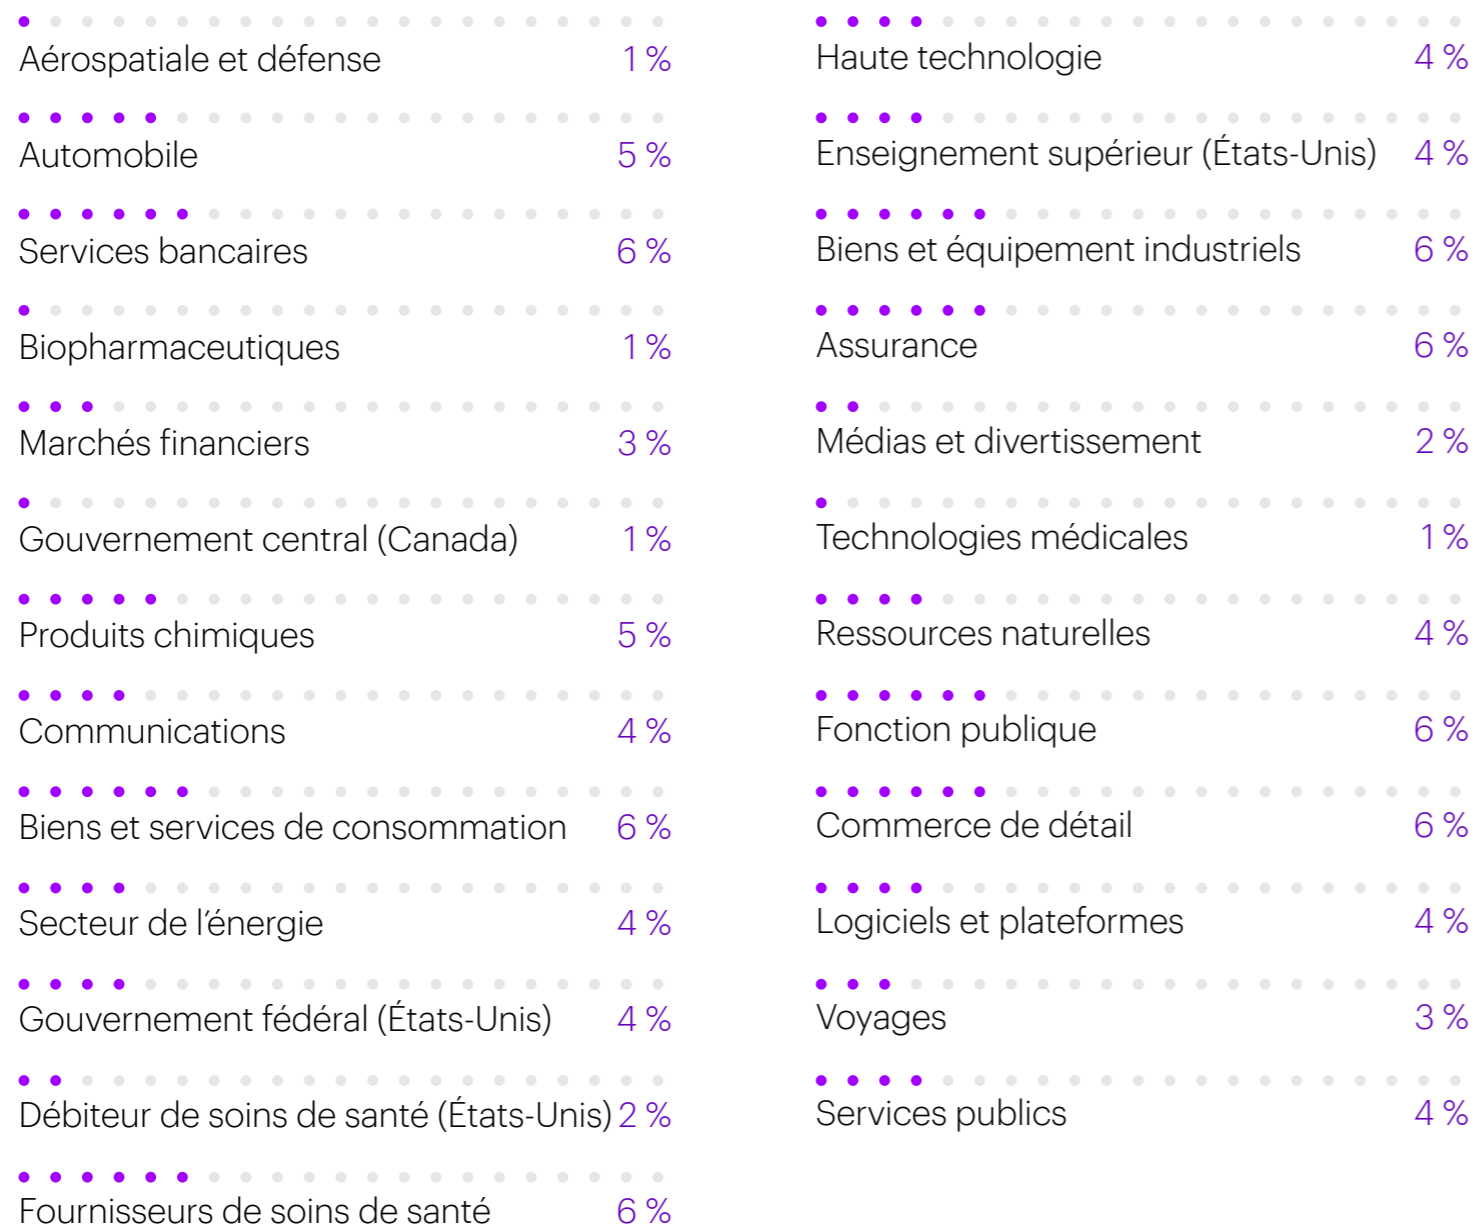 Aérospatiale et défense 1 %
Automobile 5 %
Services bancaires 6 %
Biopharmaceutiques 1 %
Marchés financiers 3 %
Gouvernement central (Canada) 1 %
Produits chimiques 5 %
Communications 4 %
Biens et services de consommation 6 %
Secteur de l’énergie 4 %
Gouvernement fédéral (États-Unis) 4 %
Débiteur de soins de santé (États-Unis) 2 %
Fournisseurs de soins de santé 6 %
Haute technologie 4 %
Enseignement supérieur (États-Unis) 4 %
Biens et équipement industriels 6 %
Assurance 6 %
Médias et divertissement 2 %
Technologies médicales 1 %
Ressources naturelles 4 %
Fonction publique 6 %
Commerce de détail 6 %
Logiciels et plateformes 4 %
Voyages 3 %
Services publics 4 %